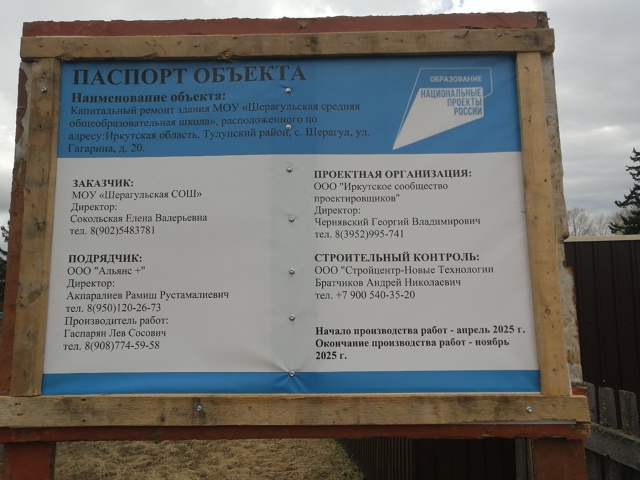 ПАСПОРТ ОБЪЕКТА
Наименование объекта:
Капитальный ремонт здания МОУ «Шерагульская средняя
общеобразовательная школа», расположенного по
адресу:Иркутская область, Тулунский район, с. Шерагул, ул.
Гагарина, д. 20.
ОБРАЗОВАНИЕ
НАЦИОНАЛЬНЫЕ
ПРОЕКТЫ
РОССИИ
ЗАКАЗЧИК:
МОУ «Шерагульская СОШ»
Директор:
Сокольская Елена Валерьевна
тел. 8(902)5483781
ПОДРЯДЧИК:
ООО "Альянс +"
Директор:
Акпаралиев Рамиш Рустамалиевич
тел. 8(950)120-26-73
Производитель работ:
Гаспарян Лев Сосович
тел. 8(908)774-59-58
ПРОЕКТНАЯ ОРГАНИЗАЦИЯ:
ООО "Иркутское сообщество
проектировщиков"
Директор:
Чернявский Георгий Владимирович
тел. 8(3952)995-741
СТРОИТЕЛЬНЫЙ КОНТРОЛЬ:
ООО "Стройцентр-Новые Технологии
Братчиков Андрей Николаевич
тел. +7 900 540-35-20
Начало производства работ - апрель 2025 г.
Окончание производства работ - ноябрь
2025 г.